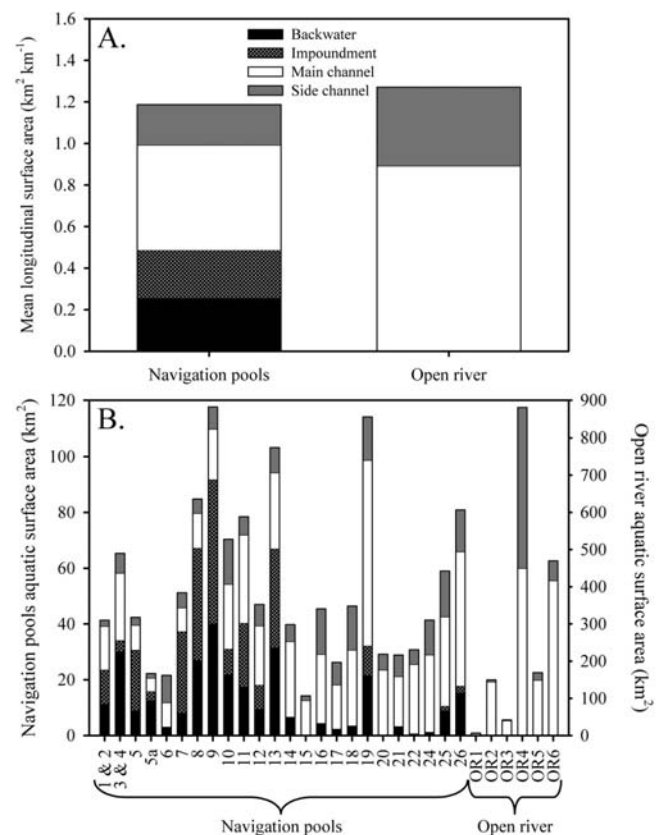 A.
Backwater
Impoundment
Main channel
Side channel
Mean longitudinal surface area (km² km⁻¹)
1.6
1.4
1.2
1.0
0.8
0.6
0.4
0.2
0.0
Navigation pools
Open river
B.
Navigation pools aquatic surface area (km²)
120
100
80
60
40
20
0
Open river aquatic surface area (km²)
900
800
700
600
500
400
300
200
100
0
1 & 2
3 & 4
5
5a
6
7
8
9
10
11
12
13
14
15
16
17
18
19
20
21
22
24
25
26
OR1
OR2
OR3
OR4
OR5
OR6
Navigation pools
Open river